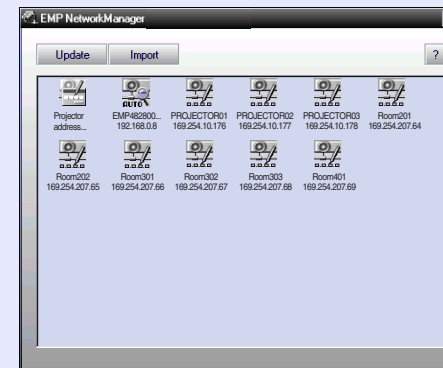 EMP NetworkManager
Update Import ?
AUTO
Projector address...
EMP482800... 192.168.0.8
PROJECTOR01 169.254.10.176
PROJECTOR02 169.254.10.177
PROJECTOR03 169.254.10.178
Room201 169.254.207.64
Room202 169.254.207.65
Room301 169.254.207.66
Room302 169.254.207.67
Room303 169.254.207.68
Room401 169.254.207.69